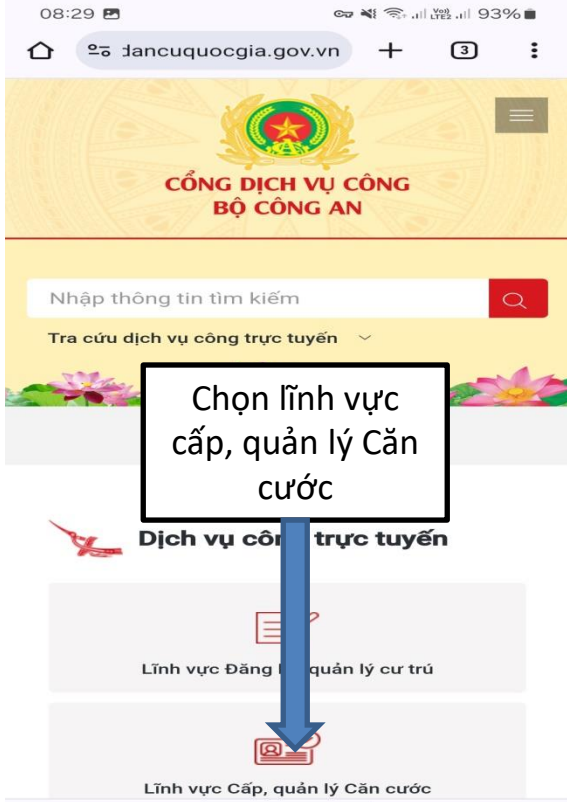 08:29
Vo)) LTE2 93%
dancuquocgia.gov.vn
3
CỔNG DỊCH VỤ CÔNG
BỘ CÔNG AN
Nhập thông tin tìm kiếm
Tra cứu dịch vụ công trực tuyến
Chọn lĩnh vực
cấp, quản lý Căn
cước
Dịch vụ trực tuyến
Lĩnh vực Đăng quản lý cư trú
Lĩnh vực Cấp, quản lý Căn cước